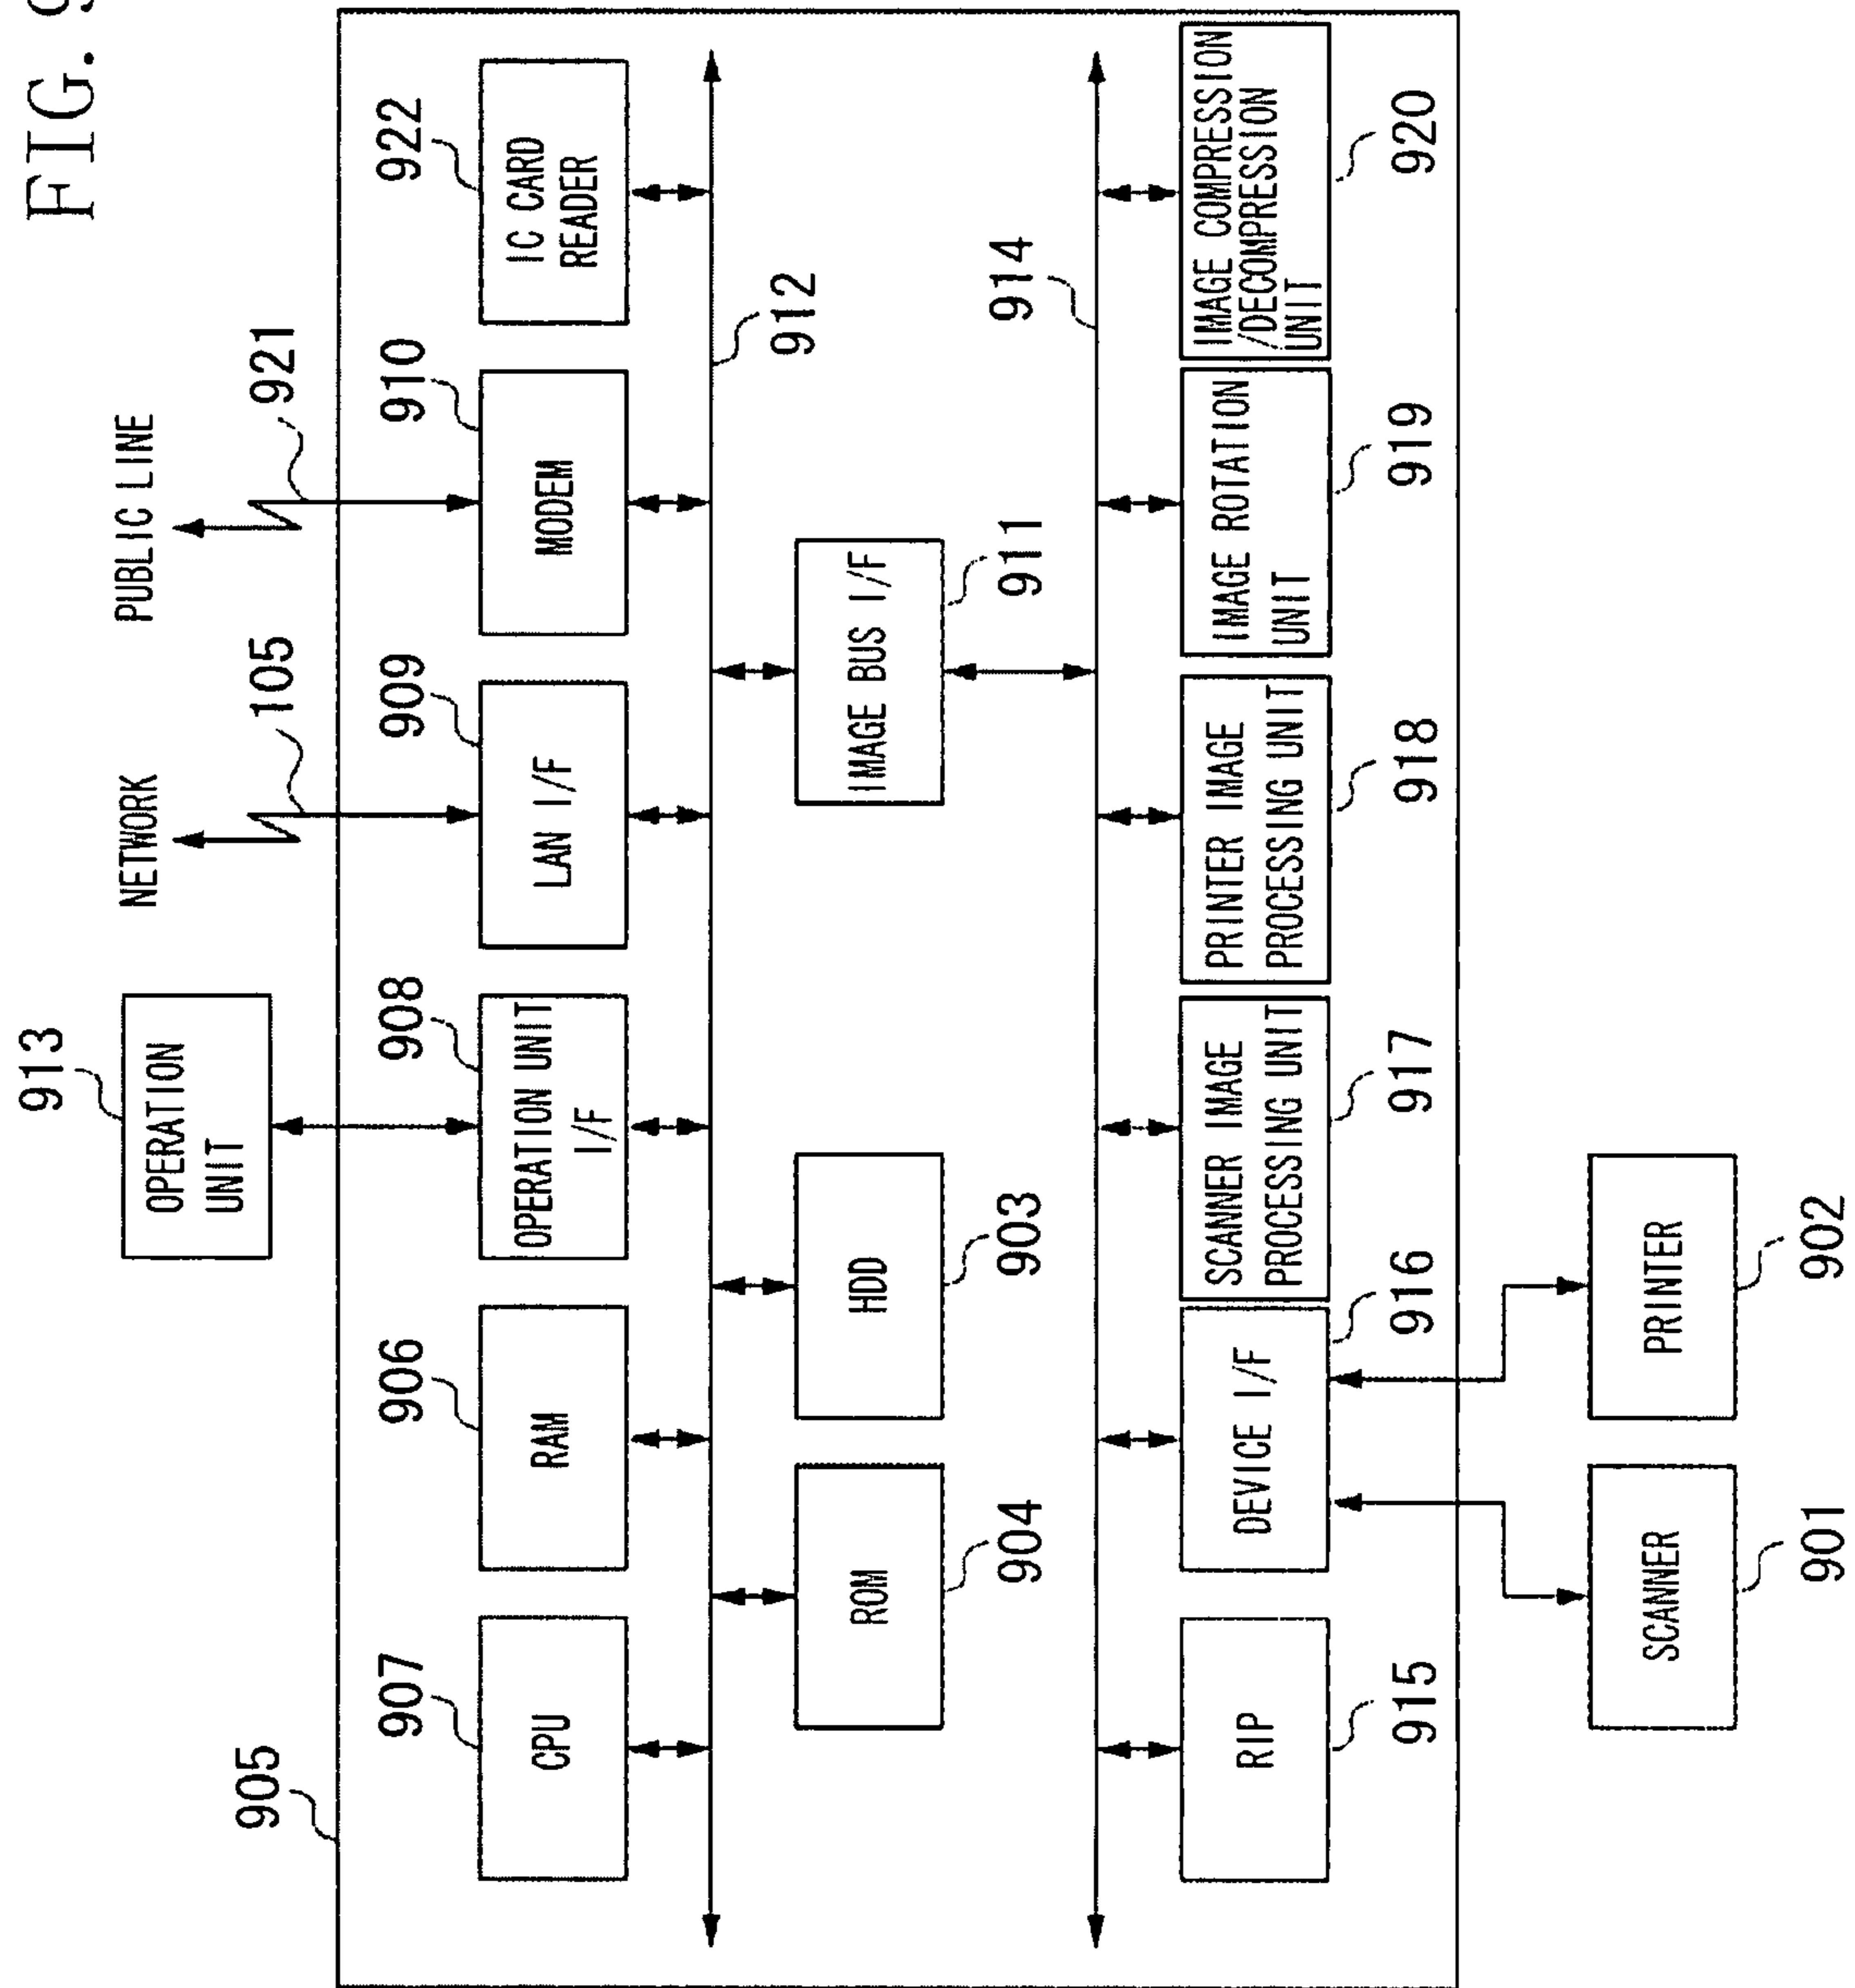 FIG. 9
905
913
OPERATION
UNIT
NETWORK
105
PUBLIC LINE
921
907
CPU
906
RAM
908
OPERATION UNIT
I/F
909
LAN I/F
910
MODEM
922
IC CARD
READER
912
904
ROM
903
HDD
911
IMAGE BUS I/F
914
915
RIP
916
DEVICE I/F
917
SCANNER IMAGE
PROCESSING UNIT
918
PRINTER IMAGE
PROCESSING UNIT
919
IMAGE ROTATION
UNIT
920
IMAGE COMPRESSION
/DECOMPRESSION
UNIT
901
SCANNER
902
PRINTER